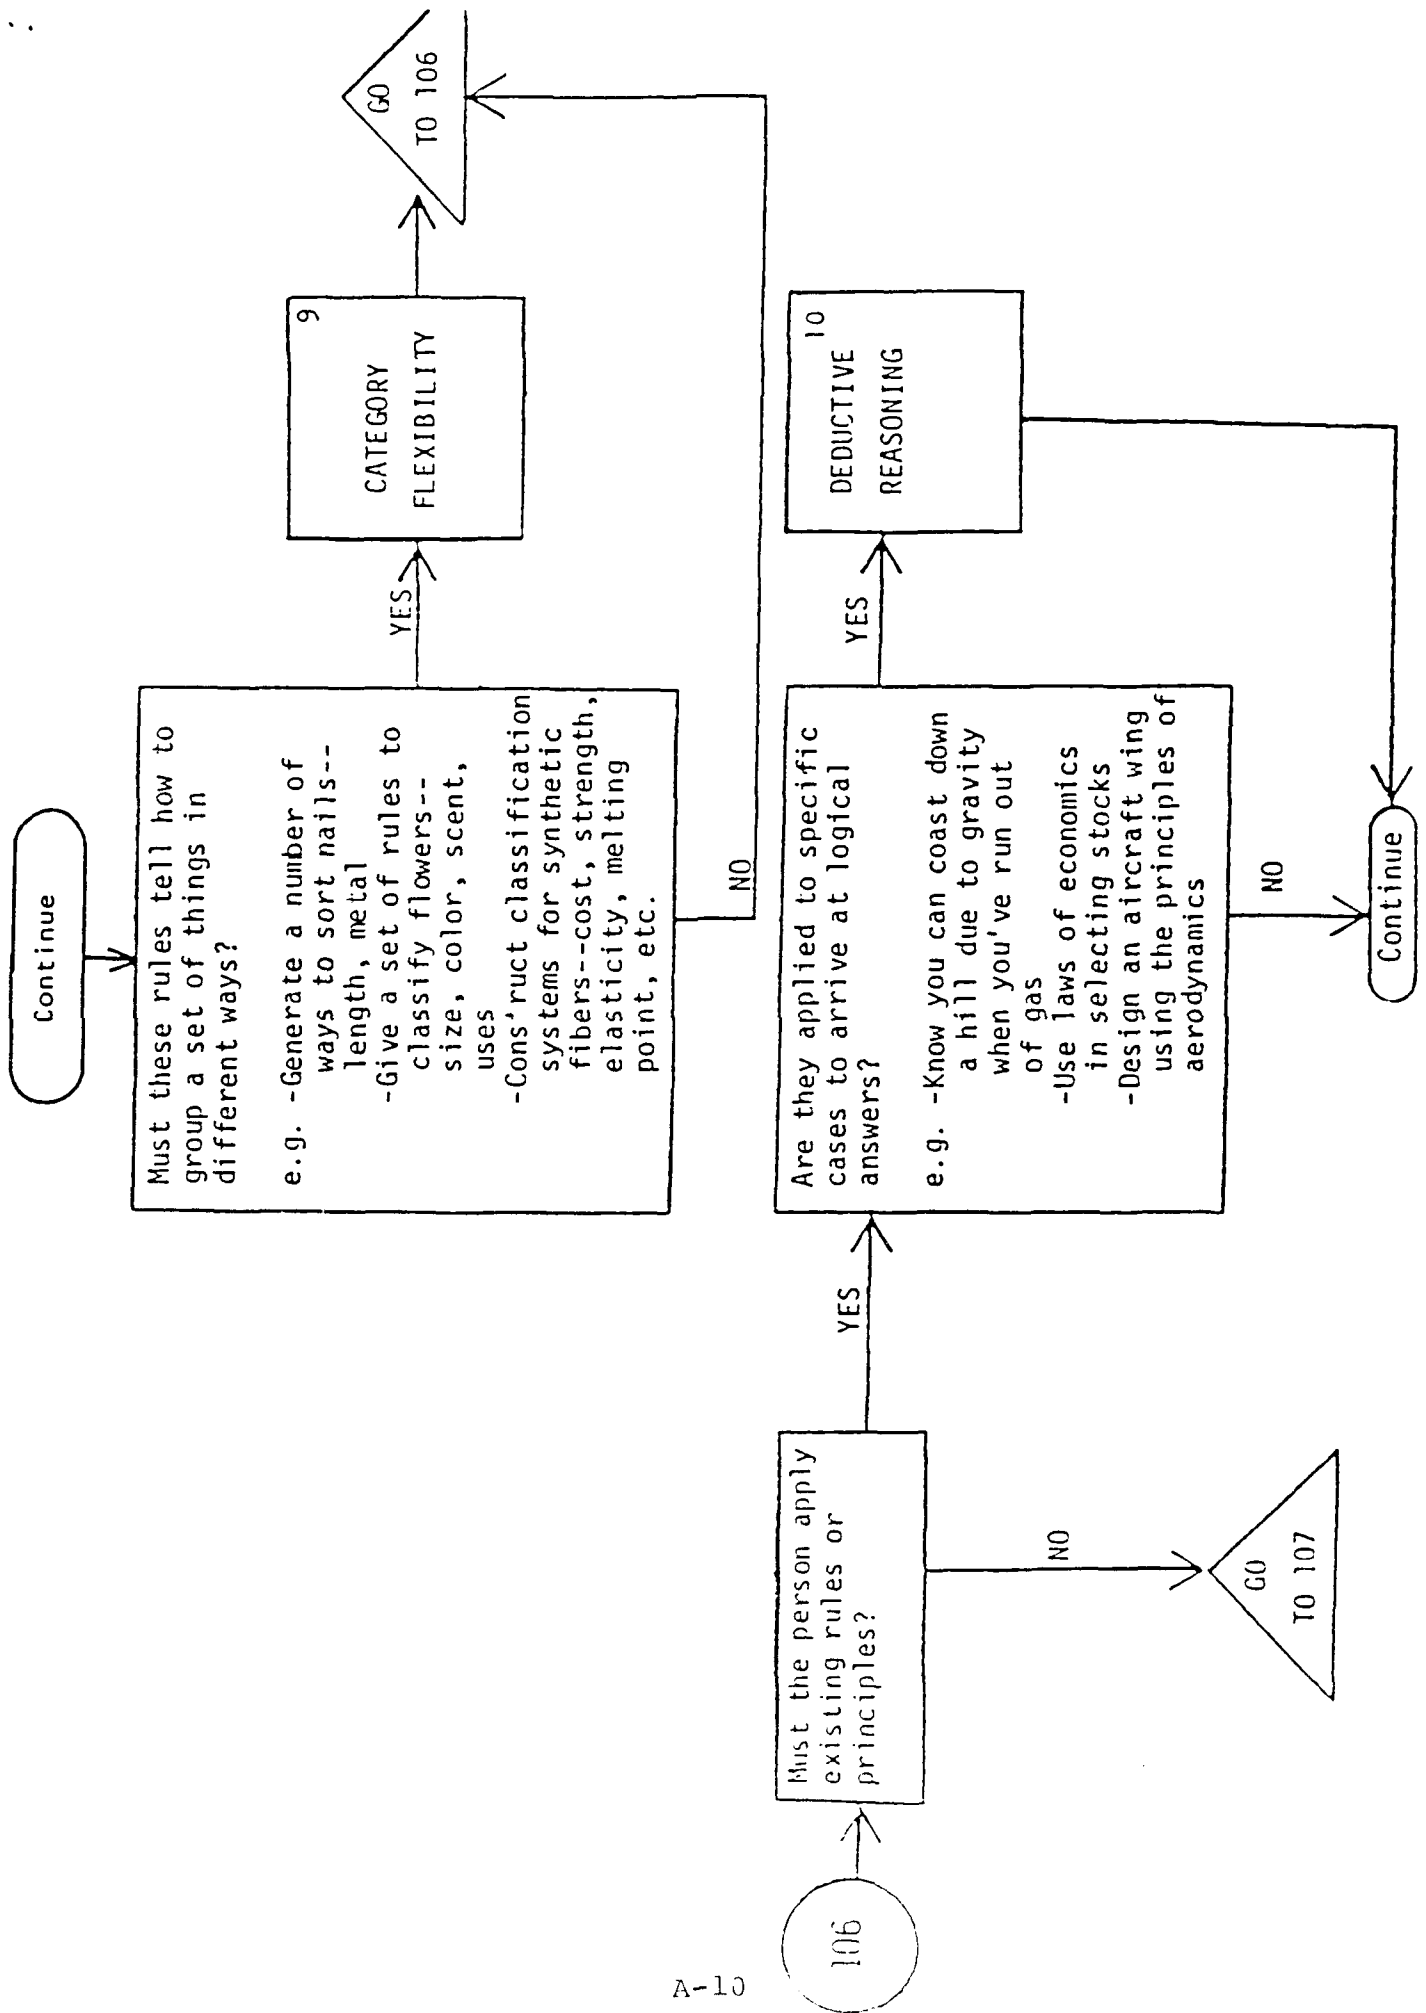 Continue
Must these rules tell how to
group a set of things in
different ways?
e.g. -Generate a number of
ways to sort nails--
length, metal
-Give a set of rules to
classify flowers--
size, color, scent,
uses
-Cons'ruct classification
systems for synthetic
fibers--cost, strength,
elasticity, melting
point, etc.
YES
9
CATEGORY
FLEXIBILITY
GO
TO 106
NO
106
Must the person apply
existing rules or
principles?
YES
NO
GO
TO 107
Are they applied to specific
cases to arrive at logical
answers?
e.g. -Know you can coast down
a hill due to gravity
when you've run out
of gas
-Use laws of economics
in selecting stocks
-Design an aircraft wing
using the principles of
aerodynamics
YES
10
DEDUCTIVE
REASONING
NO
Continue
A-10